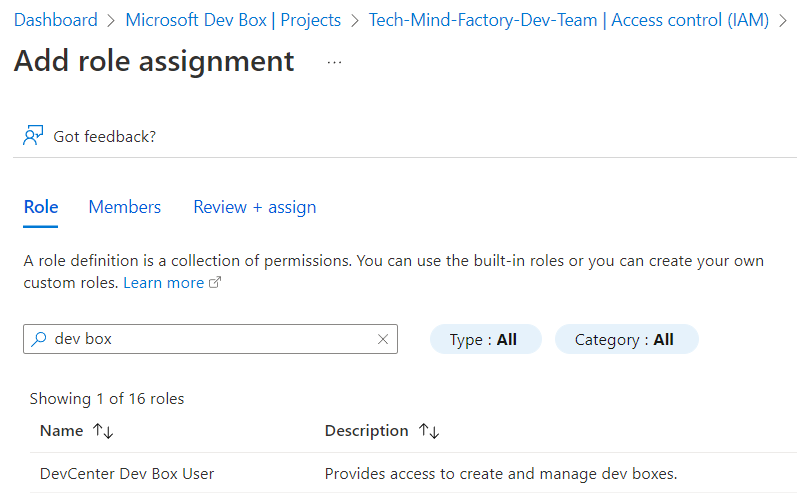 Dashboard > Microsoft Dev Box | Projects > Tech-Mind-Factory-Dev-Team | Access control (IAM) >
Add role assignment ...
Got feedback?
Role Members Review + assign
A role definition is a collection of permissions. You can use the built-in roles or you can create your own
custom roles. Learn more
dev box Type : All Category : All
Showing 1 of 16 roles
Name Description
DevCenter Dev Box User Provides access to create and manage dev boxes.